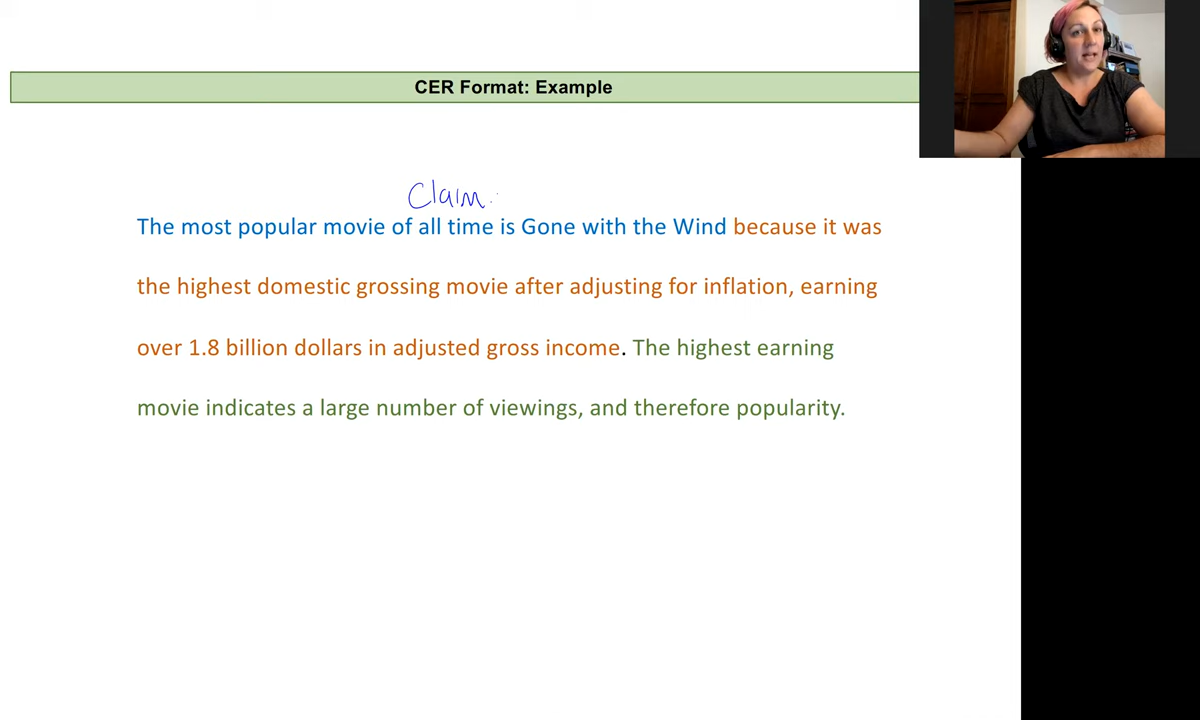 CER Format: Example
Claim.
The most popular movie of all time is Gone with the Wind because it was
the highest domestic grossing movie after adjusting for inflation, earning
over 1.8 billion dollars in adjusted gross income. The highest earning
movie indicates a large number of viewings, and therefore popularity.